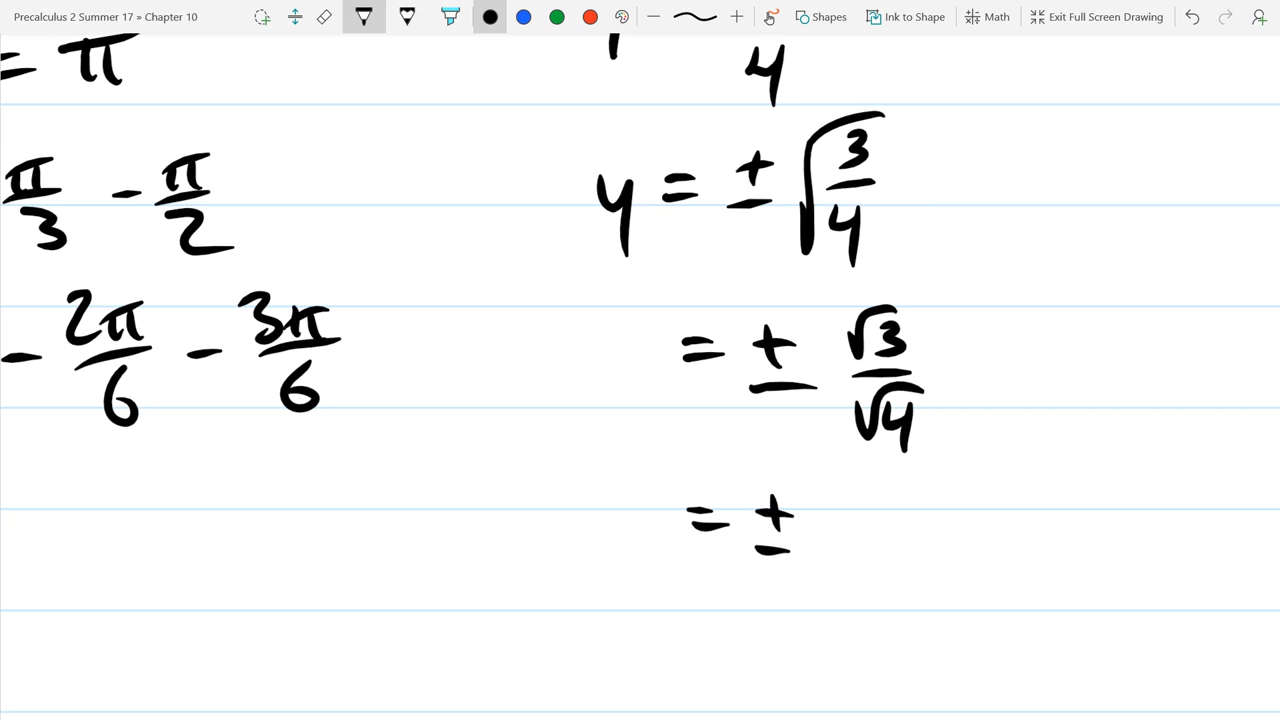 Precalculus 2 Summer 17 » Chapter 10
Shapes
Ink to Shape
Math
Exit Full Screen Drawing
= π
π/3 - π/2
- 2π/6 - 3π/6
4
y = ± √(3/4)
= ± √3/√4
= ±